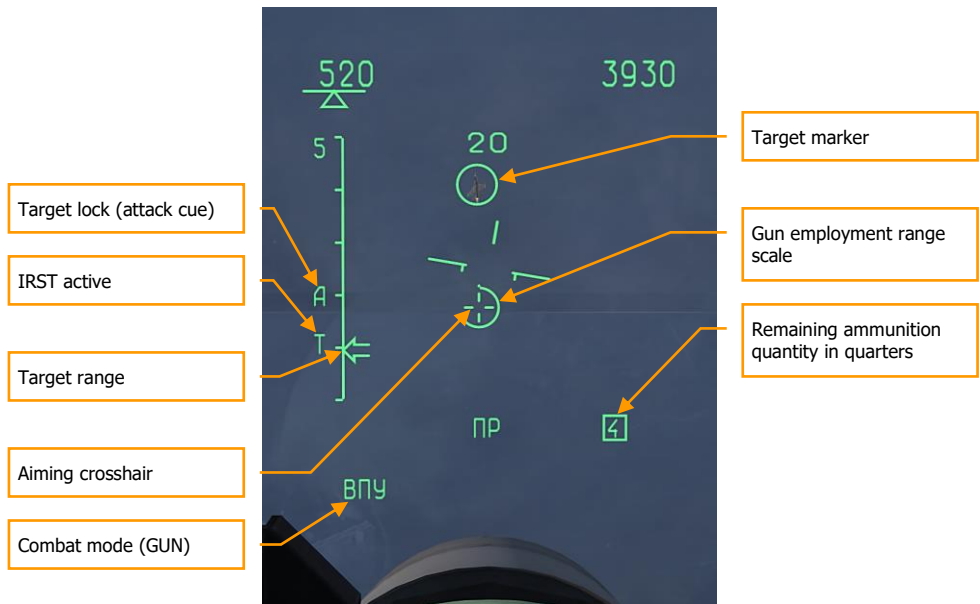 520
3930
5
20
Target marker
Target lock (attack cue)
Gun employment range
scale
IRST active
А
Т
Remaining ammunition
quantity in quarters
Target range
ПР
4
Aiming crosshair
ВПУ
Combat mode (GUN)